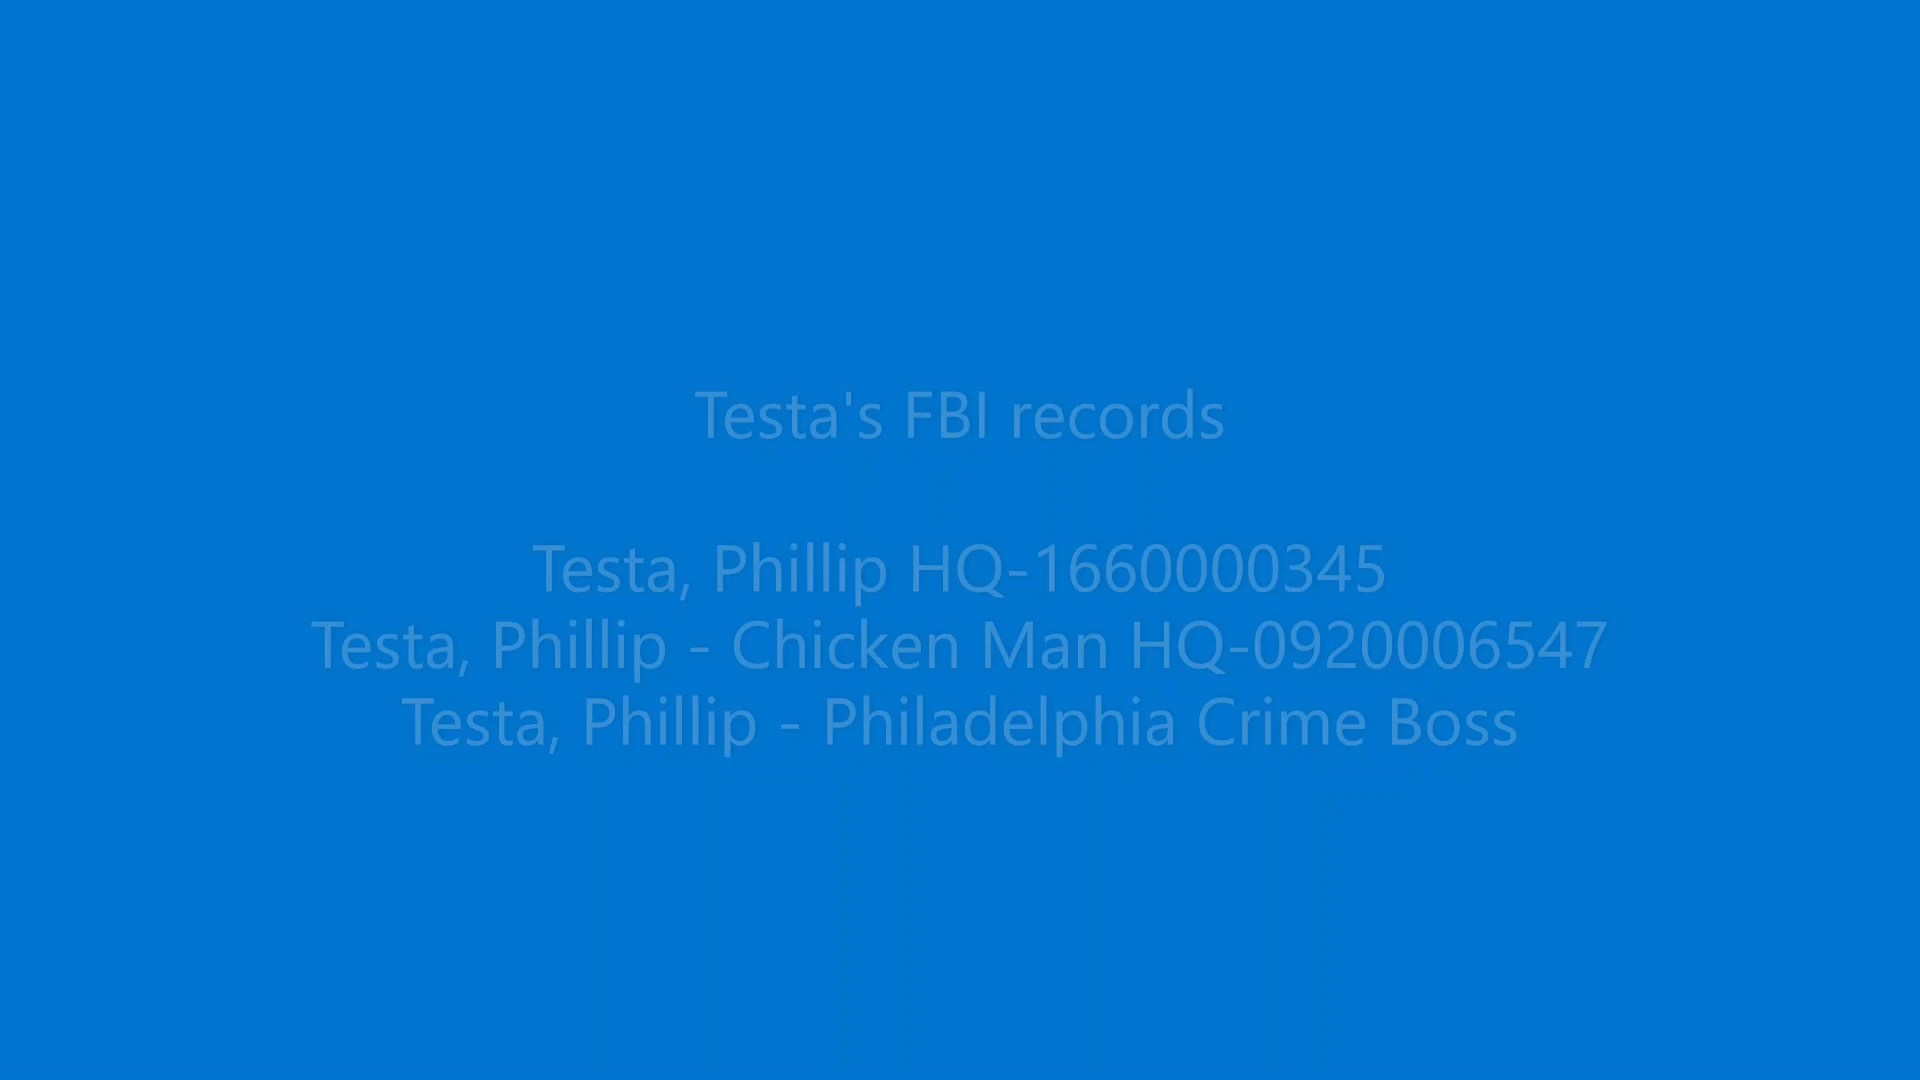 Testa's FBI records
Testa, Phillip HQ-1660000345
Testa, Phillip - Chicken Man HQ-0920006547
Testa, Phillip - Philadelphia Crime Boss